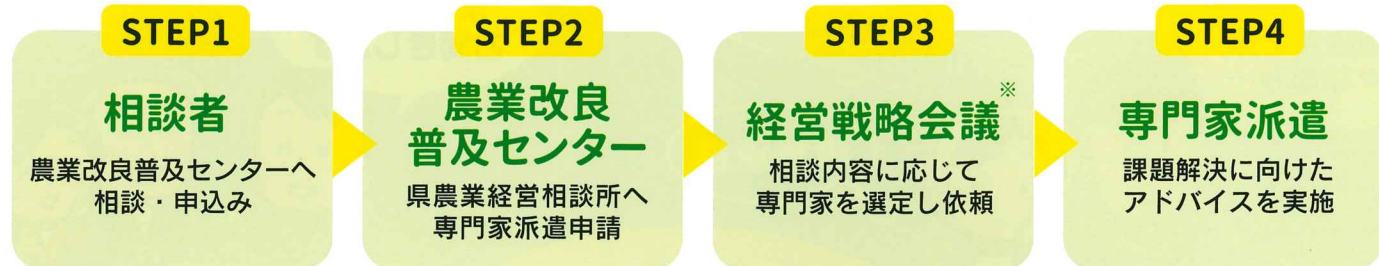 STEP1
相談者
農業改良普及センターへ
相談・申込み
STEP2
農業改良
普及センター
県農業経営相談所へ
専門家派遣申請
STEP3
経営戦略会議※
相談内容に応じて
専門家を選定し依頼
STEP4
専門家派遣
課題解決に向けた
アドバイスを実施